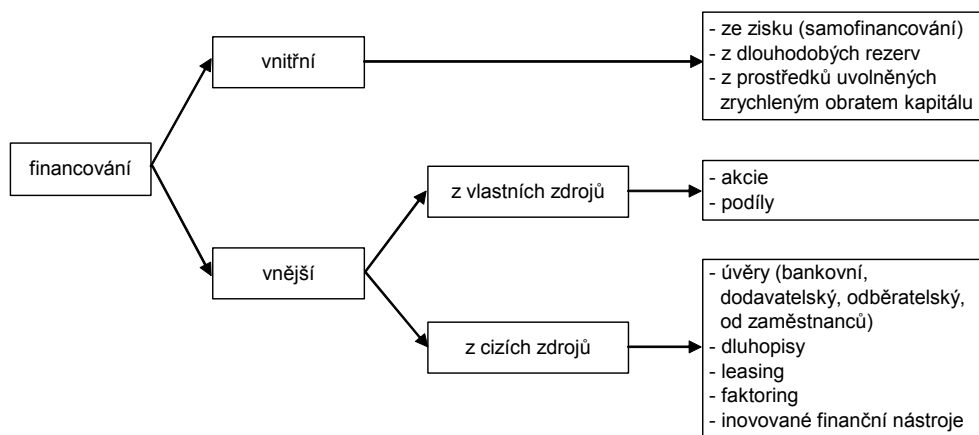 financování
vnitřní
- ze zisku (samofinancování)
- z dlouhodobých rezerv
- z prostředků uvolněných
zrychleným obratem kapitálu
vnější
z vlastních zdrojů
- akcie
- podíly
z cizích zdrojů
- úvěry (bankovní,
dodavatelský, odběratelský,
od zaměstnanců)
- dluhopisy
- leasing
- faktoring
- inovované finanční nástroje